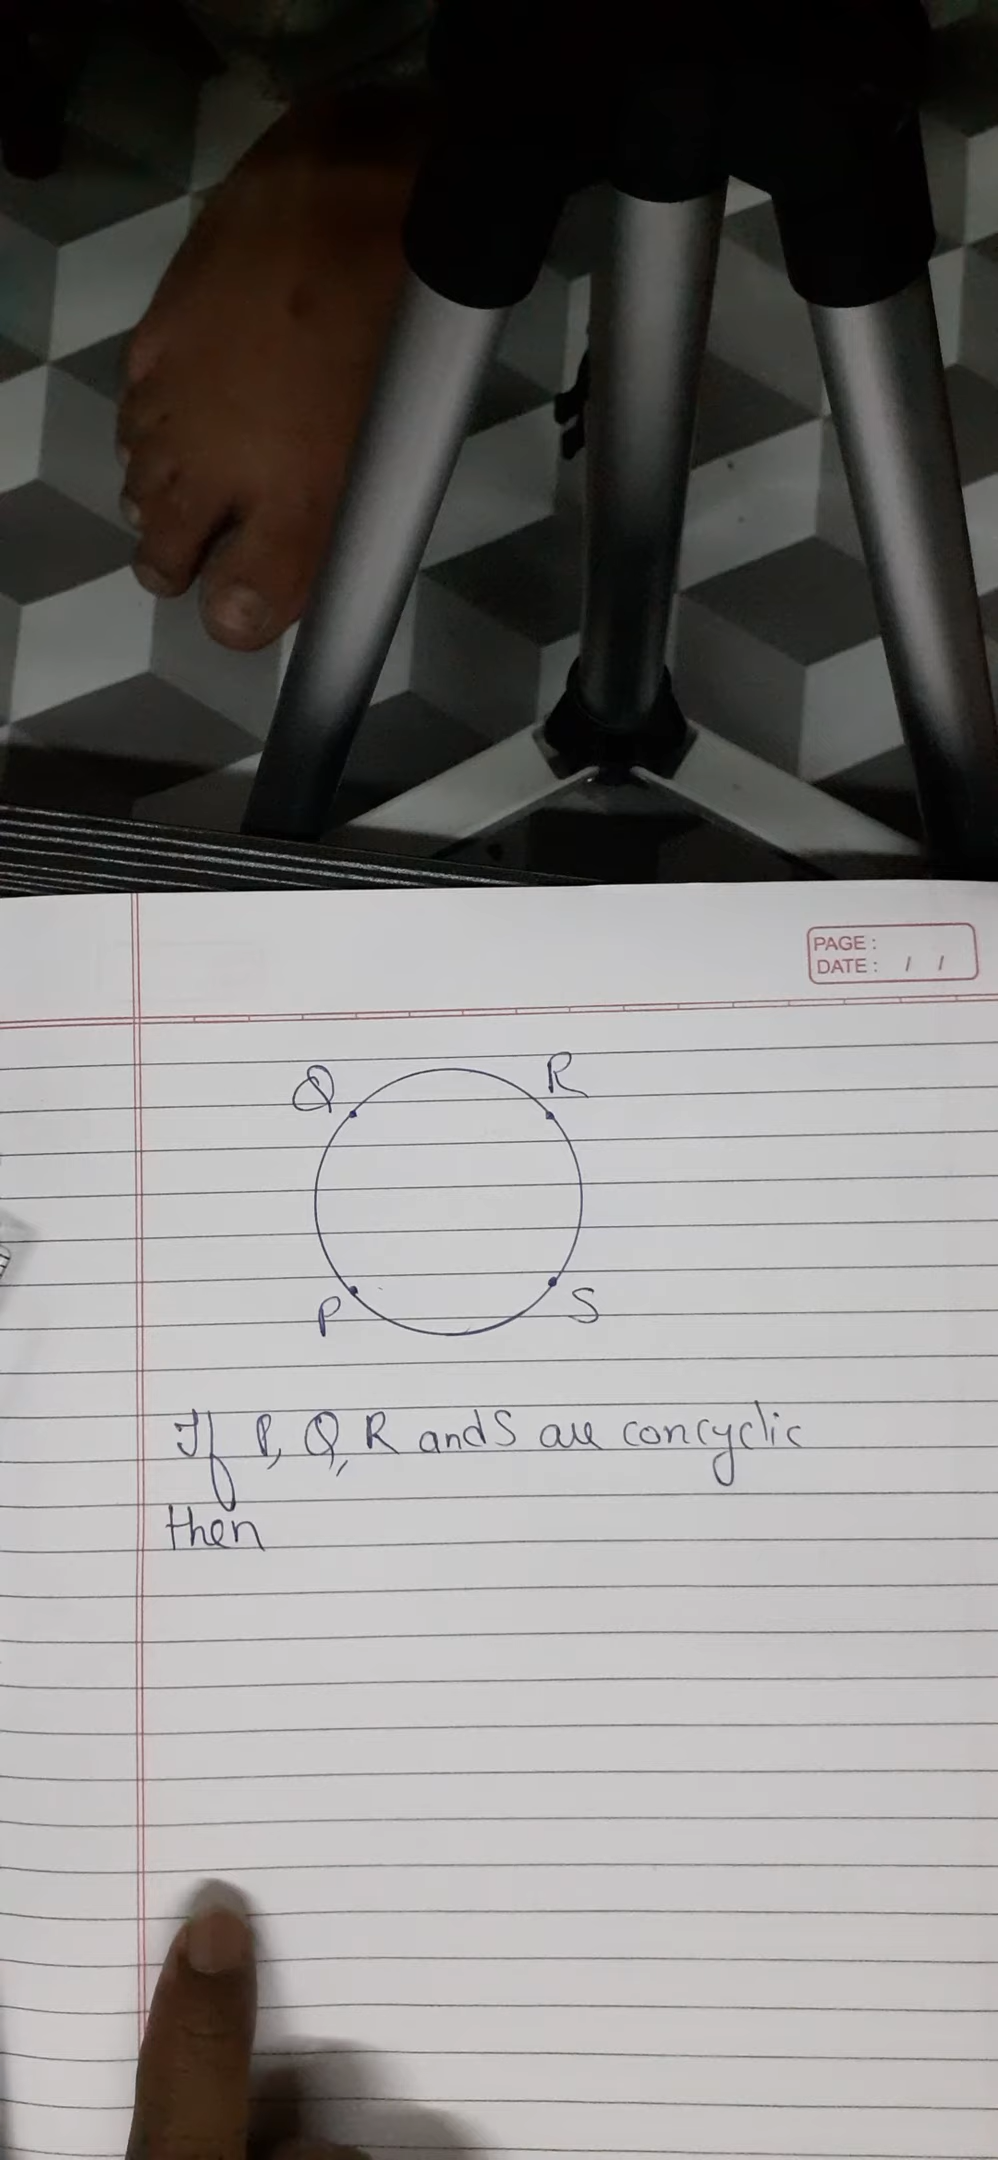 PAGE :
DATE : / /
Q R
P S
If P, Q, R and S are concyclic
then